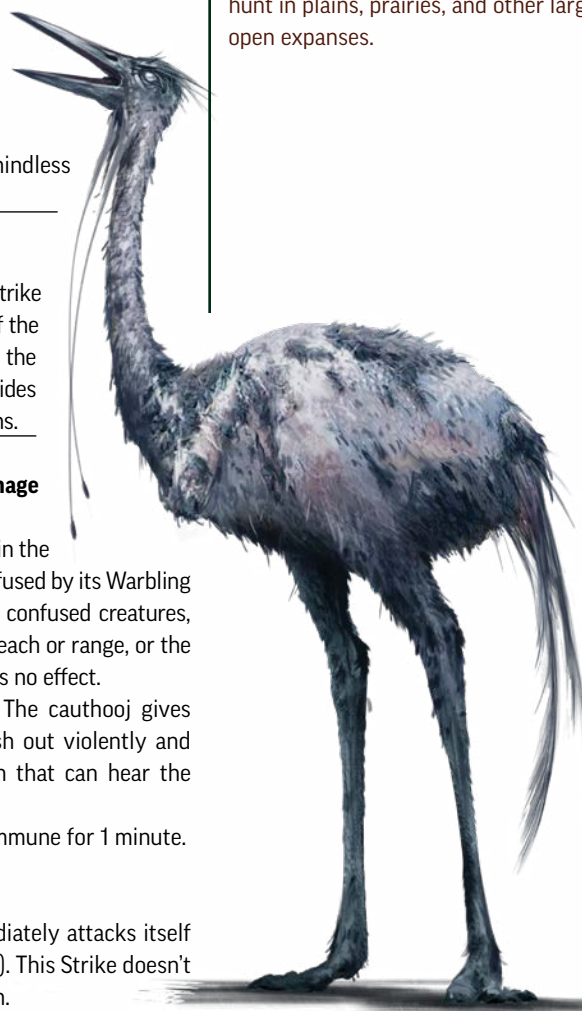 hunt in plains, prairies, and other larg
open expanses.
mindless
trike
f the
the
ides
ns.
nage
in the
fused by its Warbling
confused creatures,
each or range, or the
s no effect.
The cauthooj gives
sh out violently and
n that can hear the
mmune for 1 minute.
diately attacks itself
). This Strike doesn't
n.